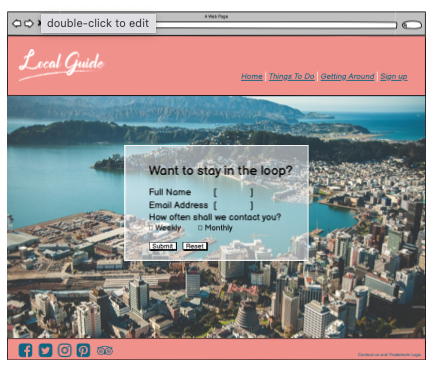 A Web Page
double-click to edit
Local Guide
Home | Things To Do | Getting Around | Sign up
Want to stay in the loop?
Full Name [ ]
Email Address [ ]
How often shall we contact you?
□ Weekly □ Monthly
Submit Reset
Contact us and Trademark Logo